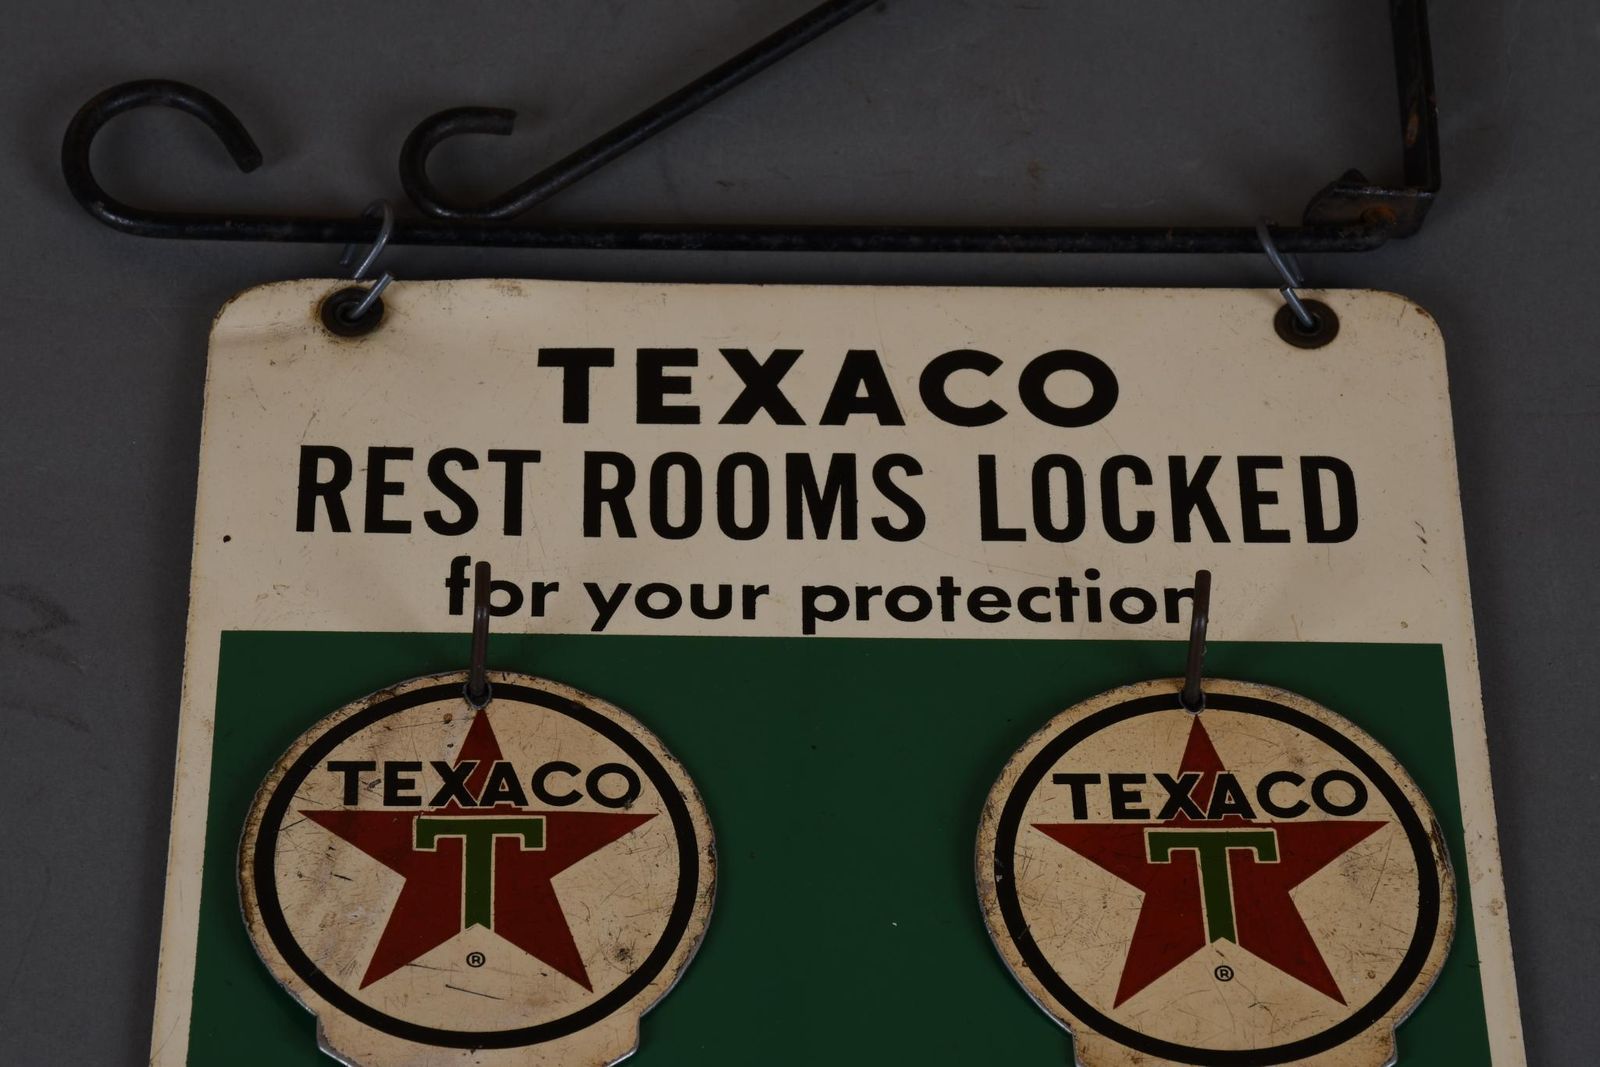 TEXACO
REST ROOMS LOCKED
for your protection
TEXACO
T
®
TEXACO
T
®